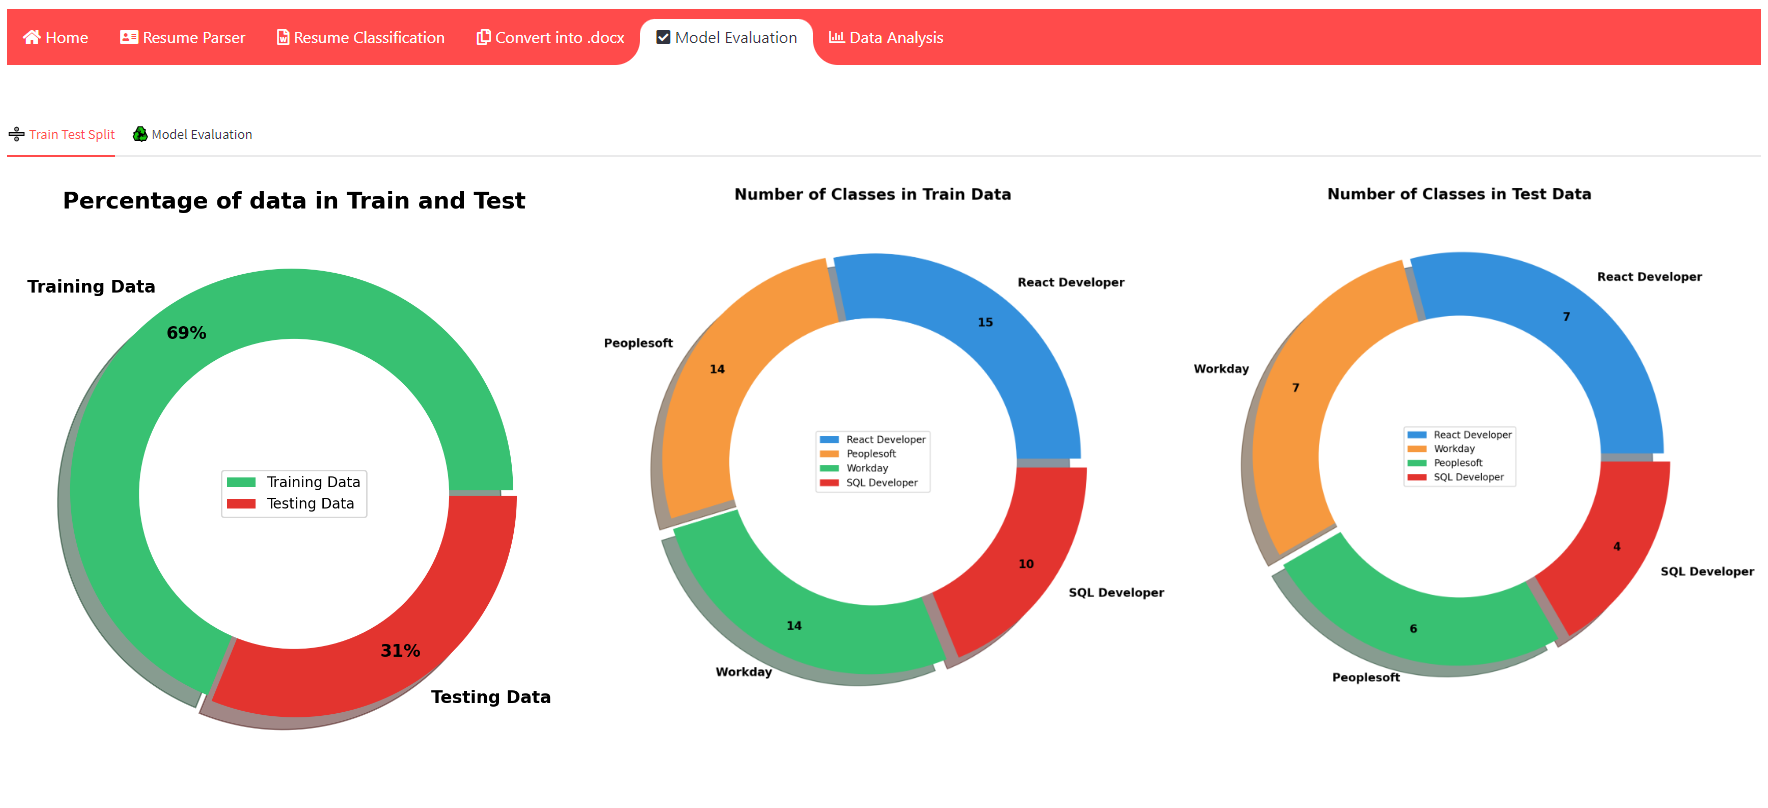 Home Resume Parser Resume Classification Convert into .docx Model Evaluation Data Analysis
Train Test Split Model Evaluation
Percentage of data in Train and Test
Training Data
69%
Training Data
Testing Data
31%
Testing Data
Number of Classes in Train Data
React Developer
15
Peoplesoft
14
React Developer
Peoplesoft
Workday
SQL Developer
10
SQL Developer
14
Workday
Number of Classes in Test Data
React Developer
7
Workday
7
React Developer
Workday
Peoplesoft
SQL Developer
4
SQL Developer
6
Peoplesoft